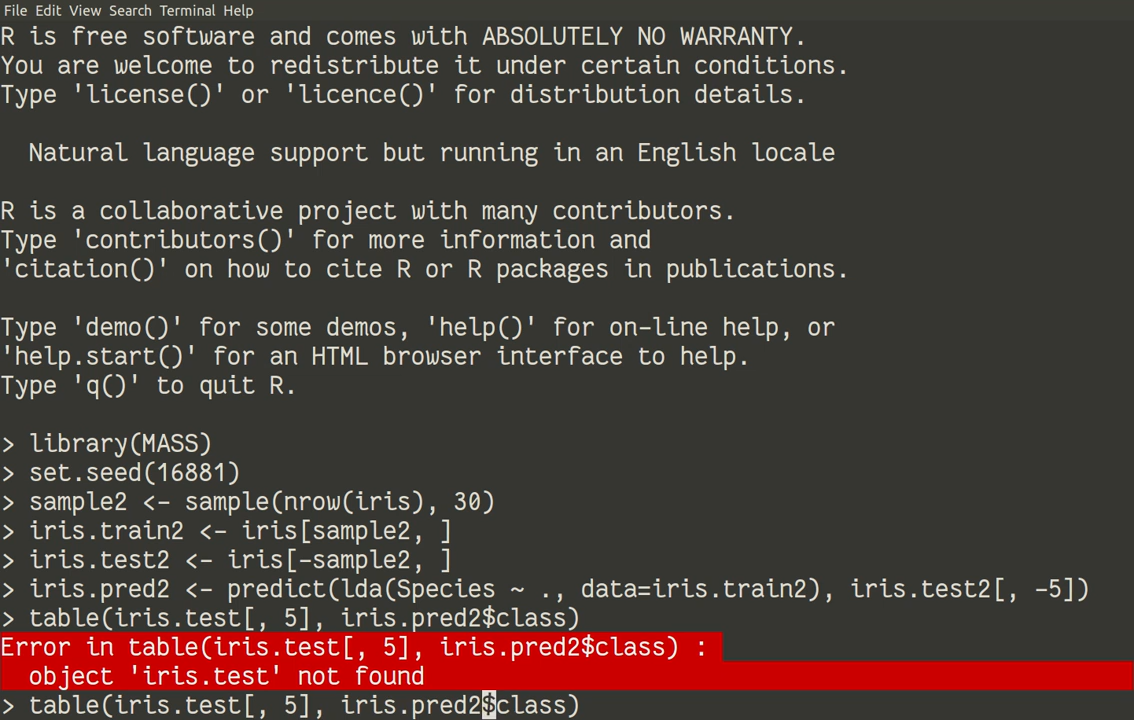 File Edit View Search Terminal Help
R is free software and comes with ABSOLUTELY NO WARRANTY.
You are welcome to redistribute it under certain conditions.
Type 'license()' or 'licence()' for distribution details.
Natural language support but running in an English locale
R is a collaborative project with many contributors.
Type 'contributors()' for more information and
'citation()' on how to cite R or R packages in publications.
Type 'demo()' for some demos, 'help()' for on-line help, or
'help.start()' for an HTML browser interface to help.
Type 'q()' to quit R.
> library(MASS)
> set.seed(16881)
> sample2 <- sample(nrow(iris), 30)
> iris.train2 <- iris[sample2, ]
> iris.test2 <- iris[-sample2, ]
> iris.pred2 <- predict(lda(Species ~ ., data=iris.train2), iris.test2[, -5])
> table(iris.test[, 5], iris.pred2$class)
Error in table(iris.test[, 5], iris.pred2$class) :
object 'iris.test' not found
> table(iris.test[, 5], iris.pred2$class)